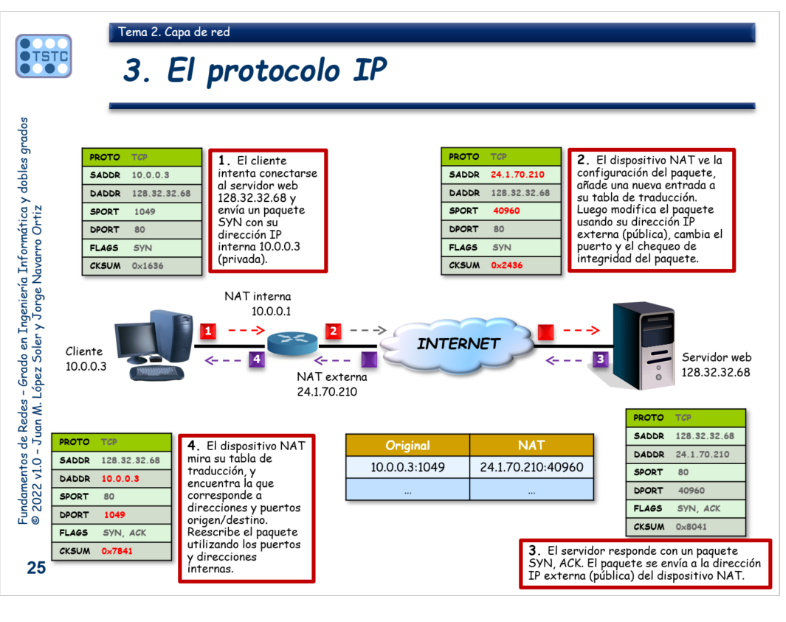 Tema 2. Capa de red
TSTC
3. El protocolo IP
Fundamentos de Redes – Grado en Ingeniería Informática y dobles grados
© 2022 v1.0 – Juan M. López Soler y Jorge Navarro Ortiz
PROTO TCP
SADDR 10.0.0.3
DADDR 128.32.32.68
SPORT 1049
DPORT 80
FLAGS SYN
CKSUM 0x1636
1. El cliente
intenta conectarse
al servidor web
128.32.32.68 y
envía un paquete
SYN con su
dirección IP
interna 10.0.0.3
(privada).
PROTO TCP
SADDR 24.1.70.210
DADDR 128.32.32.68
SPORT 40960
DPORT 80
FLAGS SYN
CKSUM 0x2436
2. El dispositivo NAT ve la
configuración del paquete,
añade una nueva entrada a
su tabla de traducción.
Luego modifica el paquete
usando su dirección IP
externa (pública), cambia el
puerto y el chequeo de
integridad del paquete.
NAT interna
10.0.0.1
Cliente
10.0.0.3
1
2
4
3
INTERNET
NAT externa
24.1.70.210
Servidor web
128.32.32.68
PROTO TCP
SADDR 128.32.32.68
DADDR 10.0.0.3
SPORT 80
DPORT 1049
FLAGS SYN, ACK
CKSUM 0x7841
4. El dispositivo NAT
mira su tabla de
traducción, y
encuentra la que
corresponde a
direcciones y puertos
origen/destino.
Reescribe el paquete
utilizando los puertos
y direcciones
internas.
Original NAT
10.0.0.3:1049 24.1.70.210:40960
... ...
PROTO TCP
SADDR 128.32.32.68
DADDR 24.1.70.210
SPORT 80
DPORT 40960
FLAGS SYN, ACK
CKSUM 0x8041
3. El servidor responde con un paquete
SYN, ACK. El paquete se envía a la dirección
IP externa (pública) del dispositivo NAT.
25